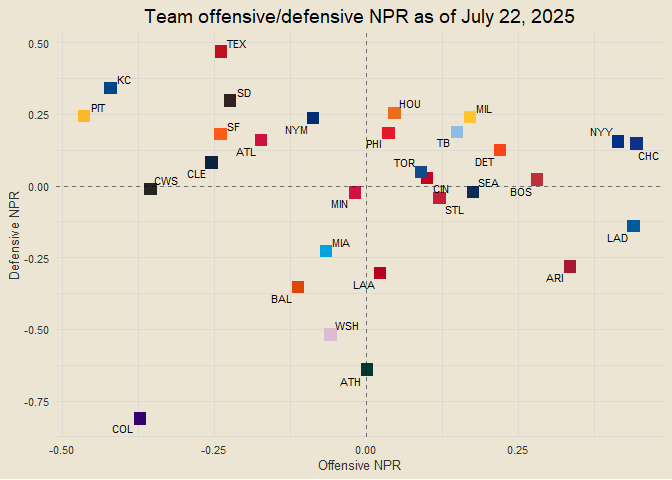 Team offensive/defensive NPR as of July 22, 2025
0.50
TEX
KC
SD
PIT
HOU
MIL
0.25
SF
NYM
PHI
TB
NYY
ATL
CHC
CLE
TOR
DET
CWS
0.00
CIN
SEA
BOS
MIN
STL
Defensive NPR
MIA
LAD
-0.25
LAA
ARI
BAL
WSH
-0.50
ATH
-0.75
COL
-0.50
-0.25
0.00
0.25
Offensive NPR